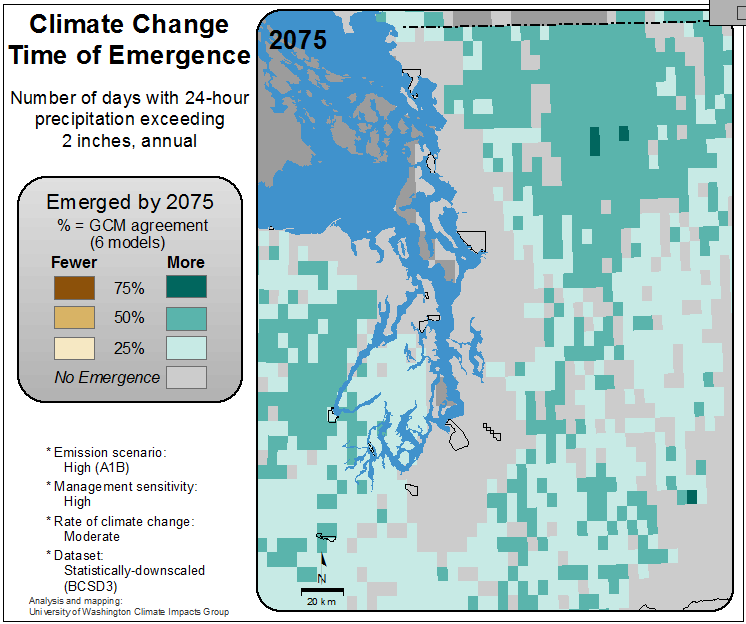 Climate Change
Time of Emergence
Number of days with 24-hour
precipitation exceeding
2 inches, annual
Emerged by 2075
% = GCM agreement
(6 models)
Fewer More
75%
50%
25%
No Emergence
* Emission scenario:
High (A1B)
* Management sensitivity:
High
* Rate of climate change:
Moderate
* Dataset:
Statistically-downscaled
(BCSD3)
Analysis and mapping:
University of Washington Climate Impacts Group
2075
N
20 km